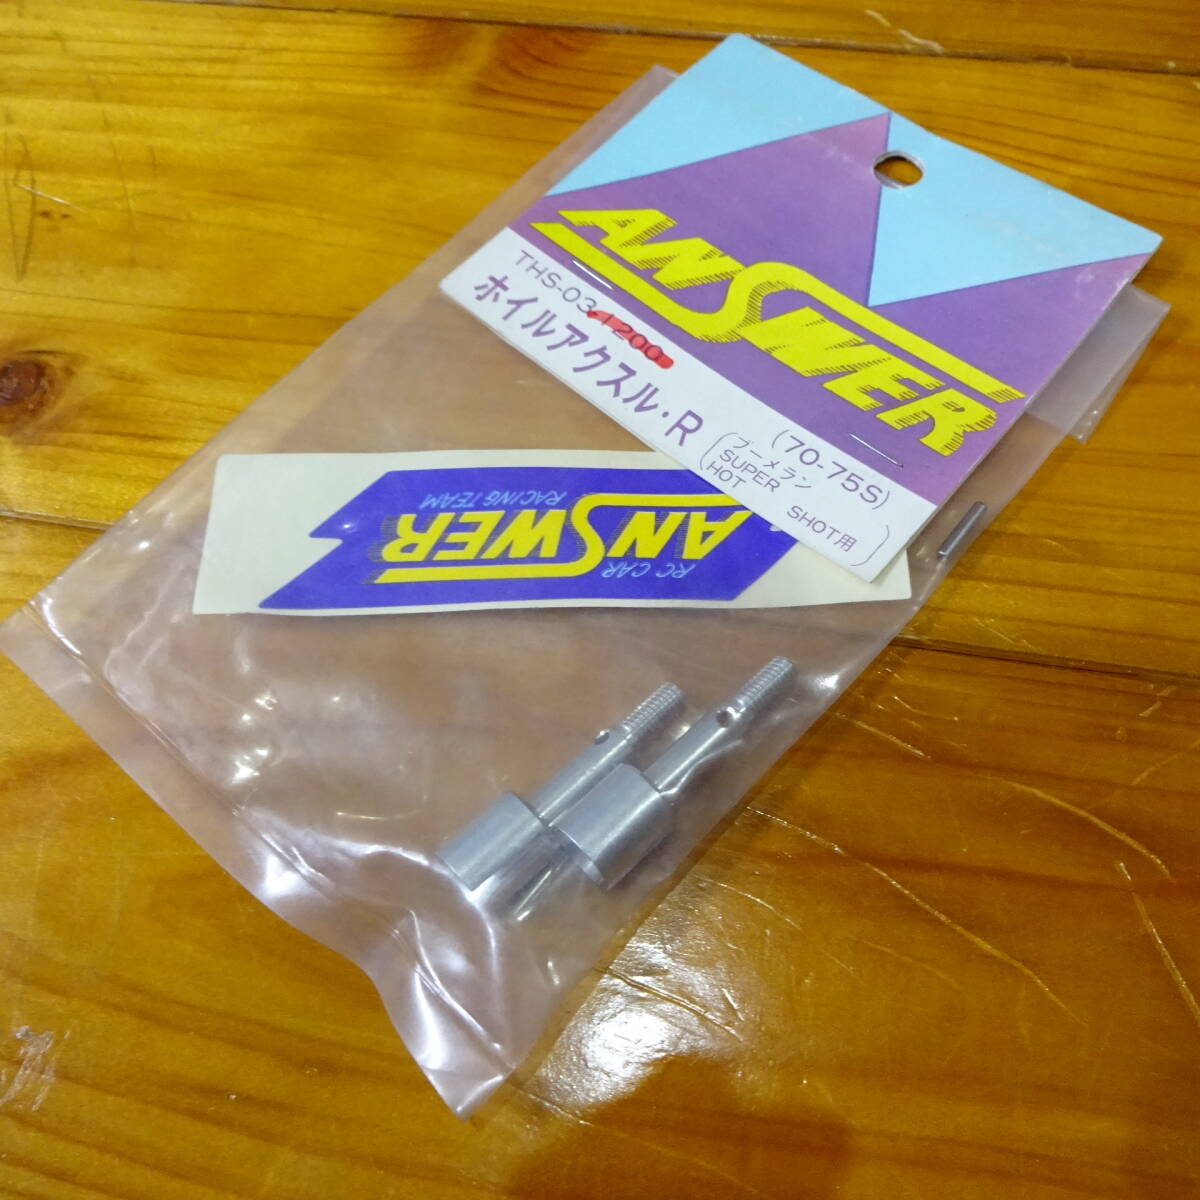 ANSWER
THS-03 1200
ホイルアクスル・R
(70-75S)
(ブーメラン
SUPER
HOT SHOT用)
RC CAR
ANSWER
RACING TEAM